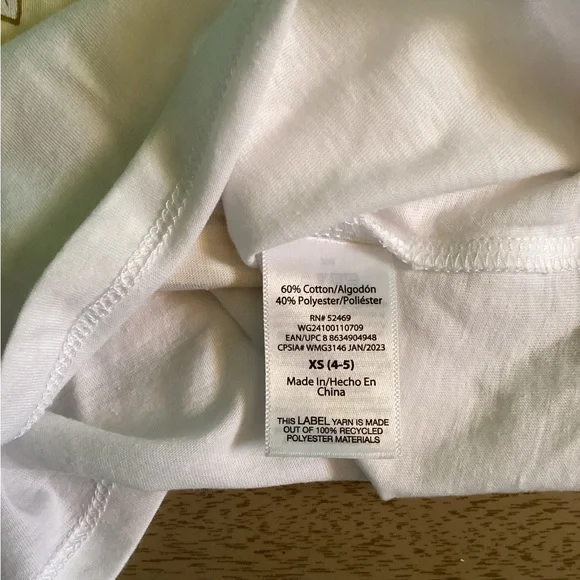 60% Cotton/Algodón
40% Polyester/Poliéster
RN# 52469
WG24100110709
EAN/UPC 8 8634904948
CPSIA# WMG3146 JAN/2023
XS (4-5)
Made In/Hecho En
China
THIS LABEL YARN IS MADE
OUT OF 100% RECYCLED
POLYESTER MATERIALS